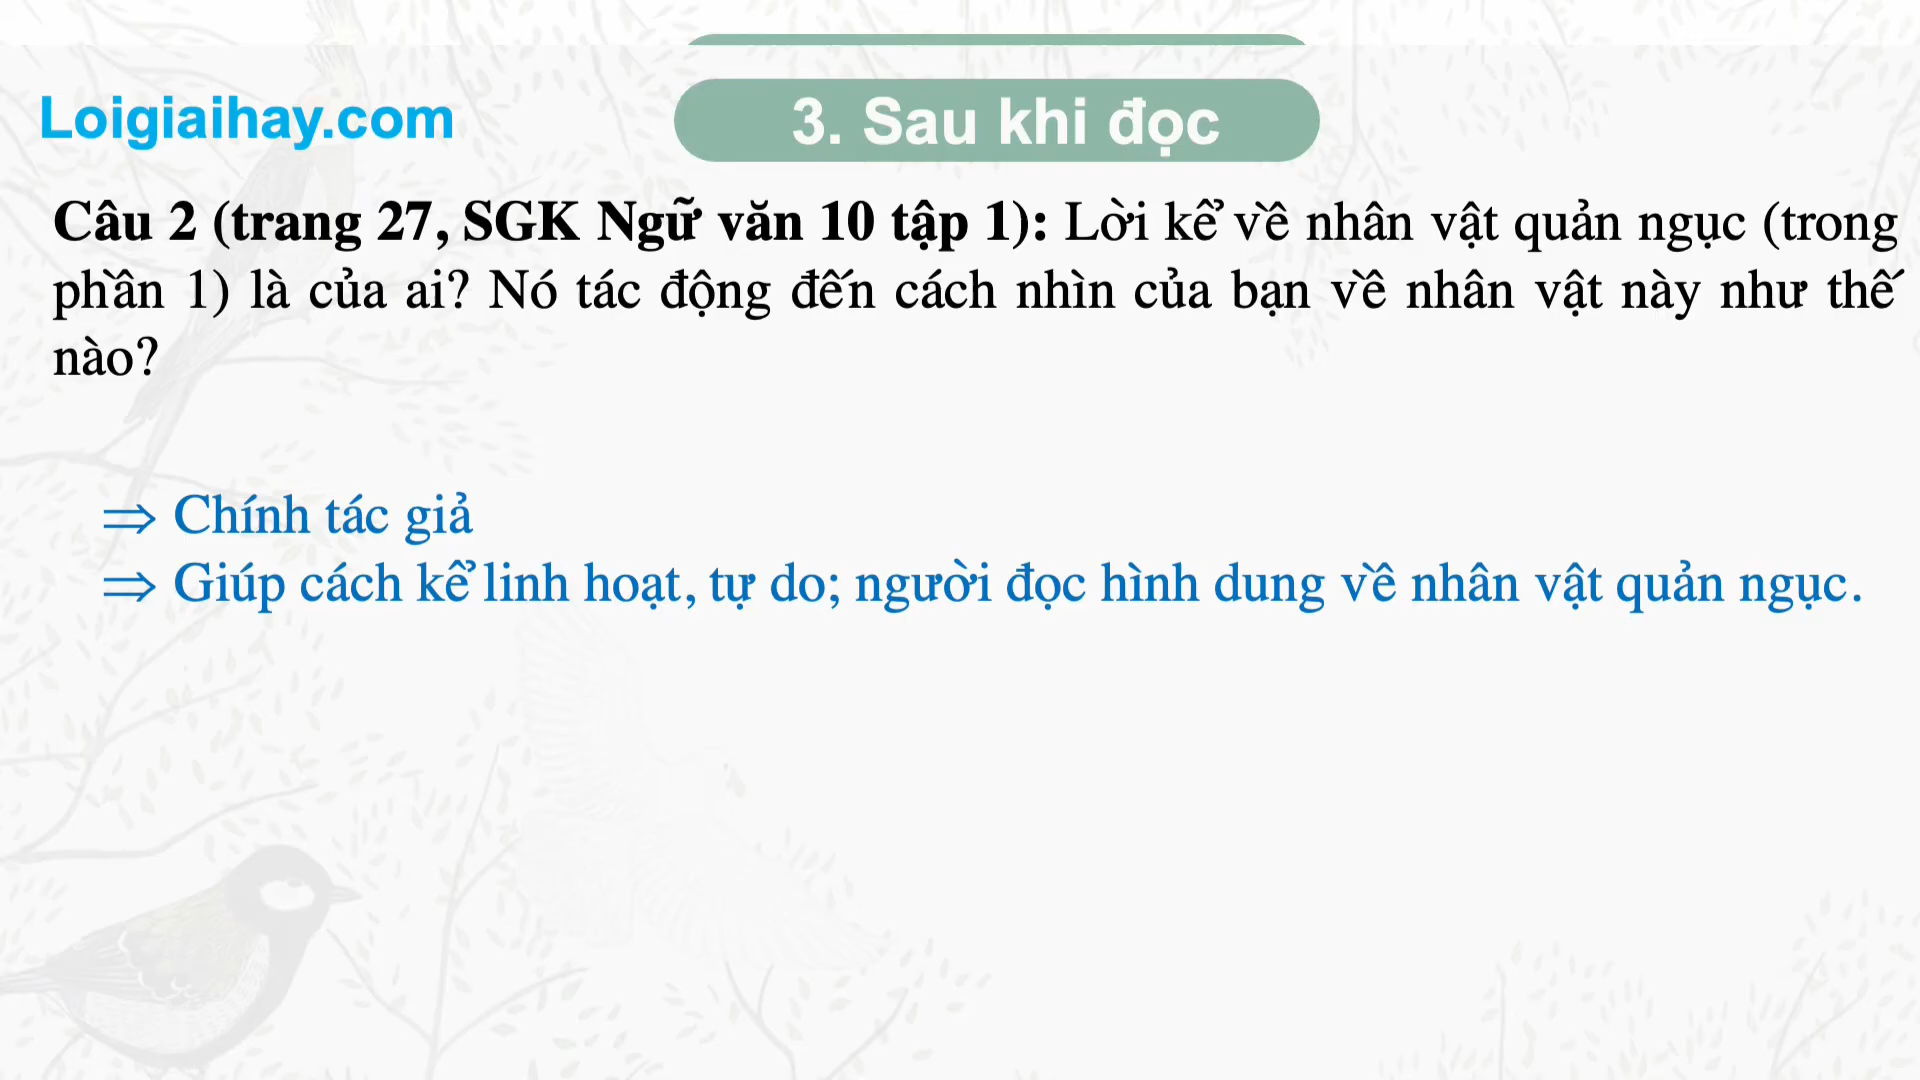 Loigiaihay.com
3. Sau khi đọc
Câu 2 (trang 27, SGK Ngữ văn 10 tập 1): Lời kể về nhân vật quản ngục (trong
phần 1) là của ai? Nó tác động đến cách nhìn của bạn về nhân vật này như thế
nào?
⇒ Chính tác giả
⇒ Giúp cách kể linh hoạt, tự do; người đọc hình dung về nhân vật quản ngục.